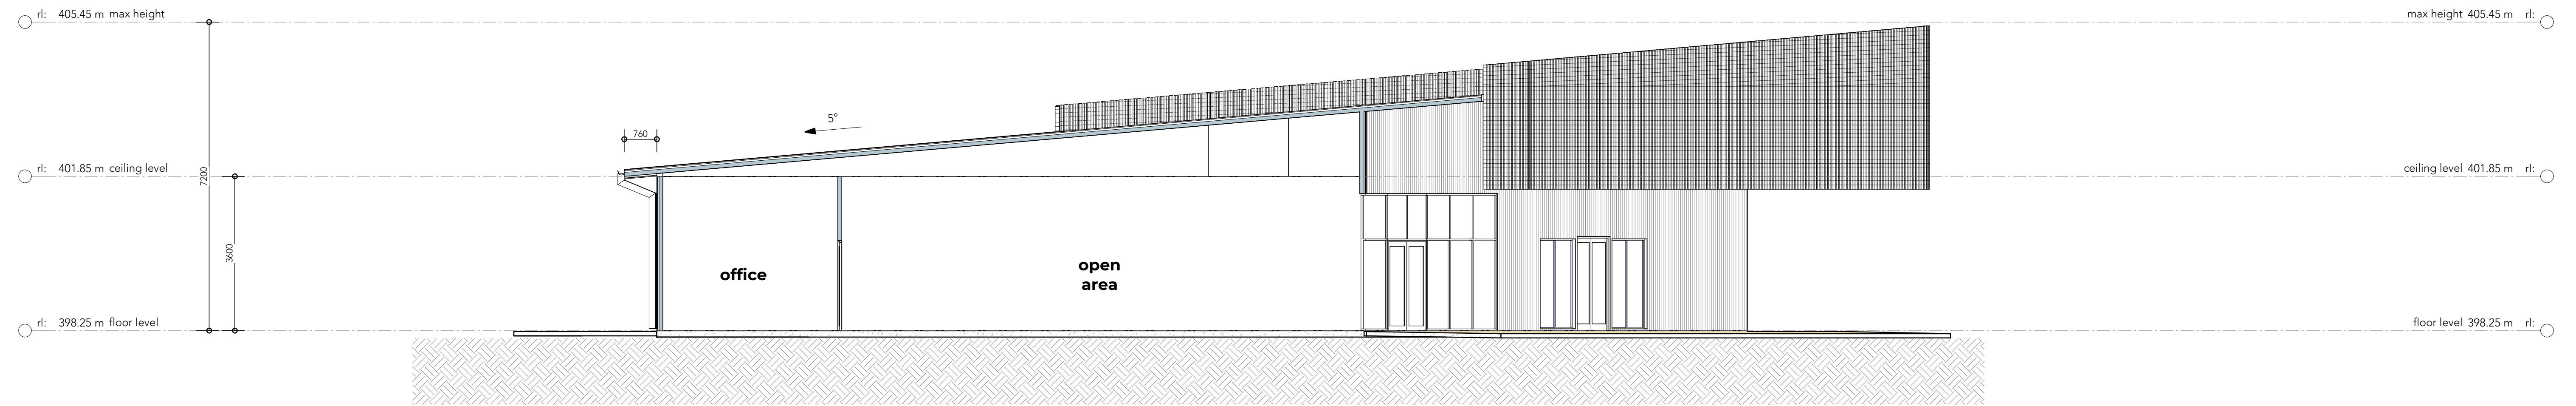 rl: 405.45 m max height
max height 405.45 m rl:
5°
760
rl: 401.85 m ceiling level
7200
ceiling level 401.85 m rl:
3600
office
open
area
rl: 398.25 m floor level
floor level 398.25 m rl: